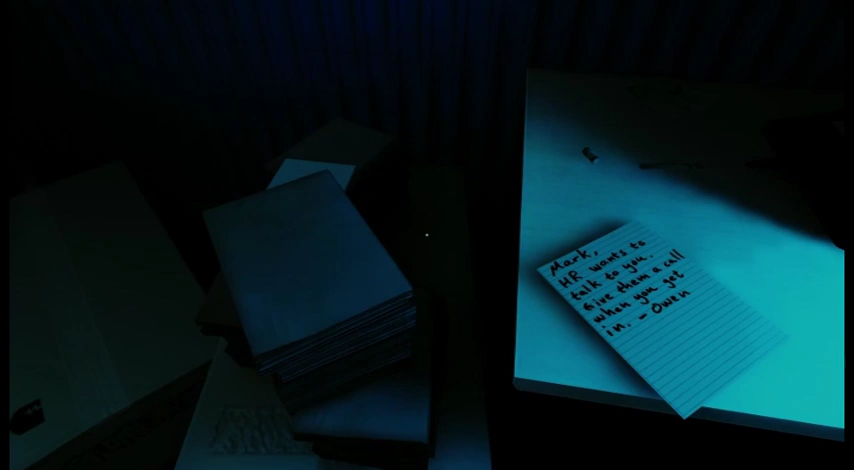 Mark,
HR wants to
talk to you.
Give them a call
when you get
in. - Owen